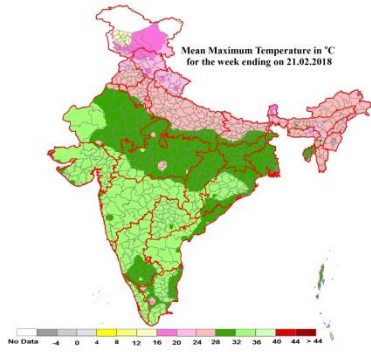 Mean Maximum Temperature in °C
for the week ending on 21.02.2018
No Data -4 0 4 8 12 16 20 24 28 32 36 40 44 > 44